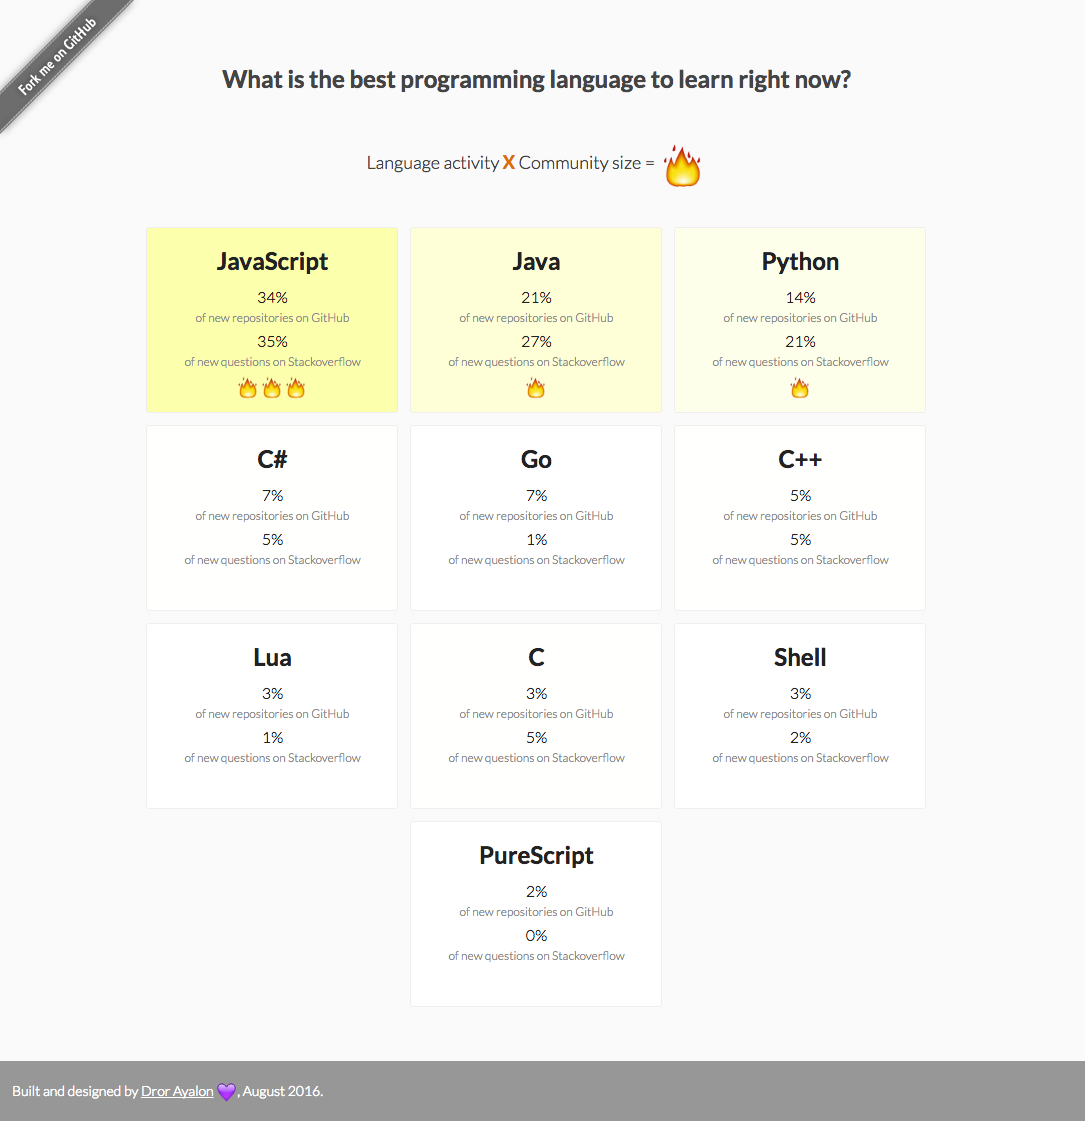 Fork me on GitHub
What is the best programming language to learn right now?
Language activity X Community size =
JavaScript
34%
of new repositories on GitHub
35%
of new questions on Stackoverflow
Java
21%
of new repositories on GitHub
27%
of new questions on Stackoverflow
Python
14%
of new repositories on GitHub
21%
of new questions on Stackoverflow
C#
7%
of new repositories on GitHub
5%
of new questions on Stackoverflow
Go
7%
of new repositories on GitHub
1%
of new questions on Stackoverflow
C++
5%
of new repositories on GitHub
5%
of new questions on Stackoverflow
Lua
3%
of new repositories on GitHub
1%
of new questions on Stackoverflow
C
3%
of new repositories on GitHub
5%
of new questions on Stackoverflow
Shell
3%
of new repositories on GitHub
2%
of new questions on Stackoverflow
PureScript
2%
of new repositories on GitHub
0%
of new questions on Stackoverflow
Built and designed by Dror Ayalon 💜, August 2016.